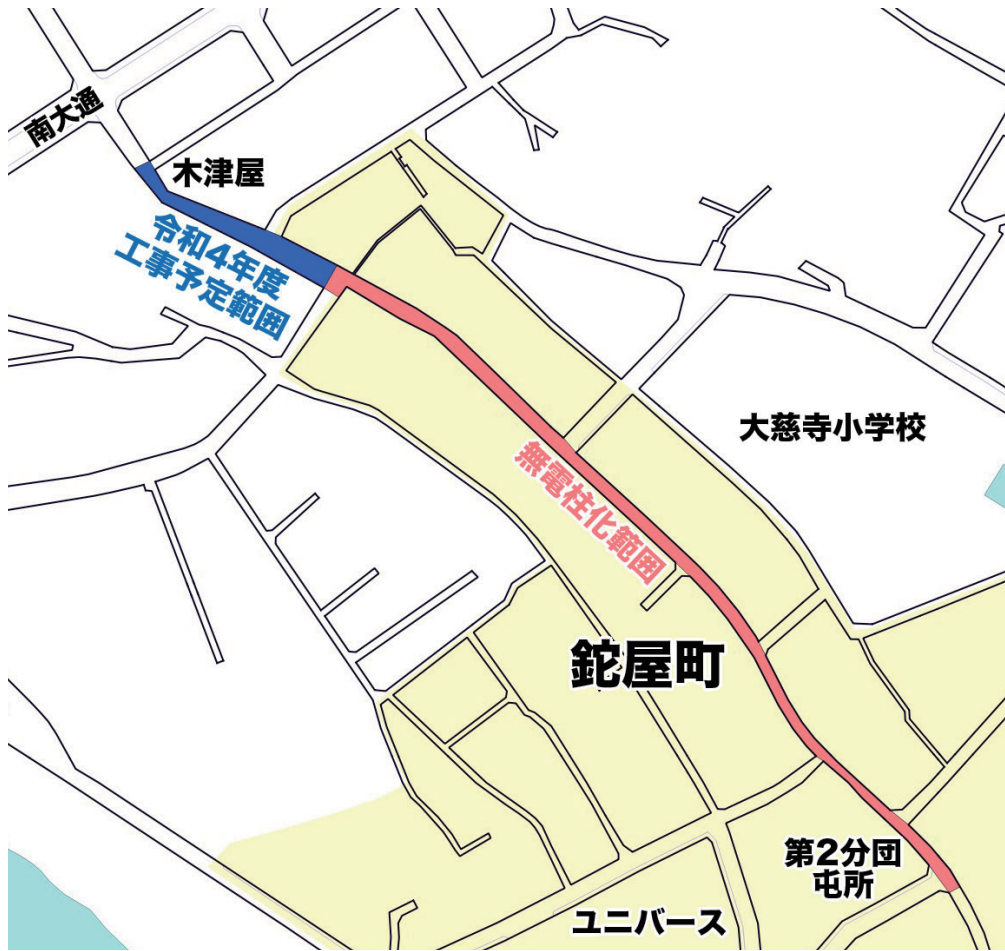 南大通
木津屋
令和4年度
工事予定範囲
大慈寺小学校
無電柱化範囲
鉈屋町
第2分団
屯所
ユニバース